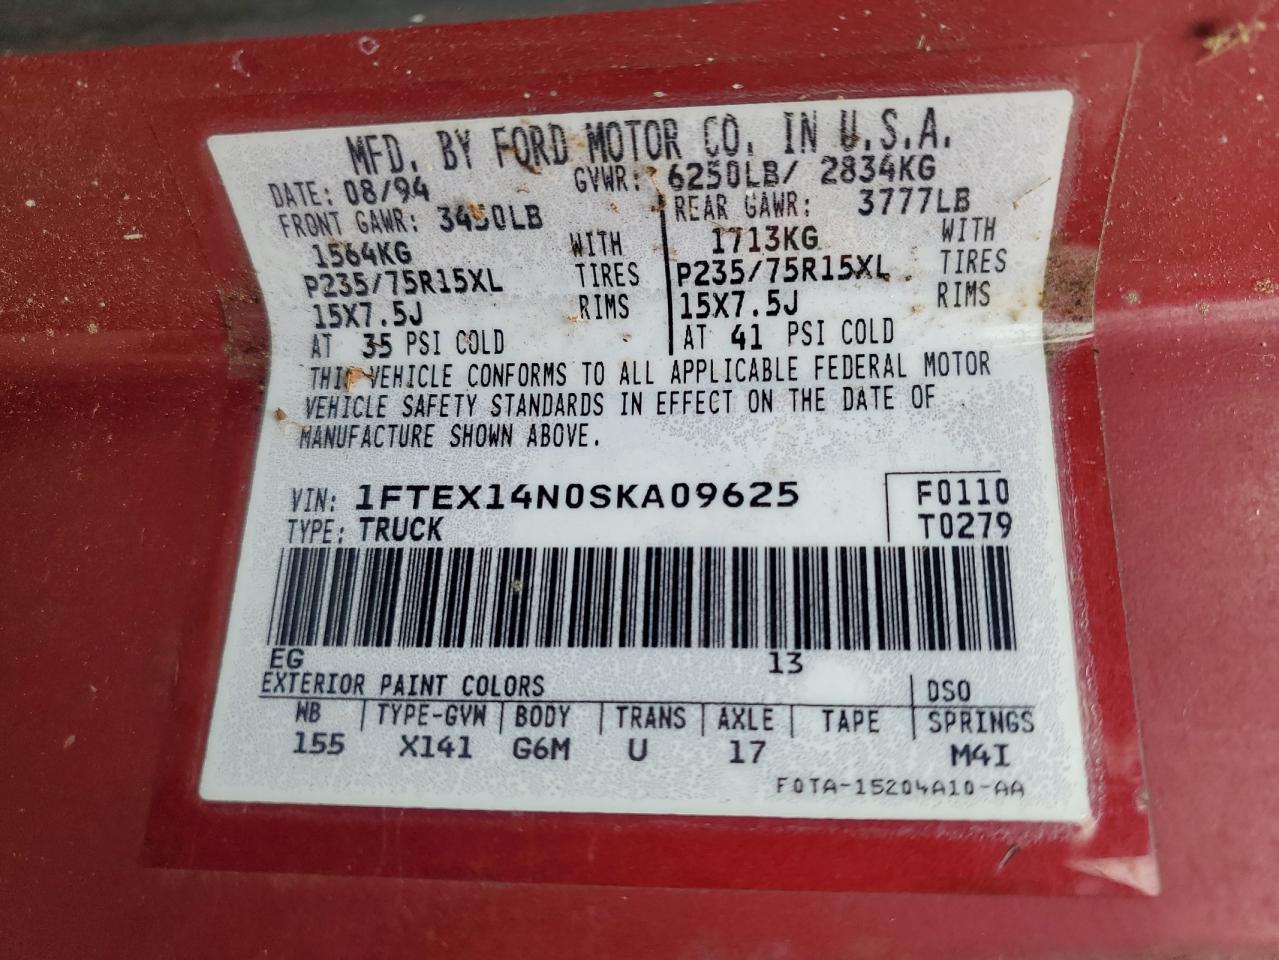 MFD. BY FORD MOTOR CO. IN U.S.A.
DATE: 08/94 GVWR: 6250LB/ 2834KG
FRONT GAWR: 3450LB REAR GAWR: 3777LB
1564KG WITH 1713KG WITH
P235/75R15XL TIRES P235/75R15XL TIRES
15X7.5J RIMS 15X7.5J RIMS
AT 35 PSI COLD AT 41 PSI COLD
THIS VEHICLE CONFORMS TO ALL APPLICABLE FEDERAL MOTOR
VEHICLE SAFETY STANDARDS IN EFFECT ON THE DATE OF
MANUFACTURE SHOWN ABOVE.
VIN: 1FTEX14N0SKA09625 F0110
TYPE: TRUCK T0279
EG 13
EXTERIOR PAINT COLORS DSO
WB TYPE-GVW BODY TRANS AXLE TAPE SPRINGS
155 X141 G6M U 17 M4I
F0TA-15204A10-AA